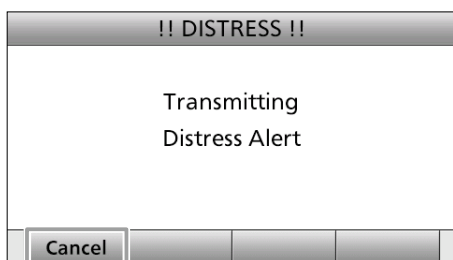 !! DISTRESS !!
Transmitting
Distress Alert
Cancel